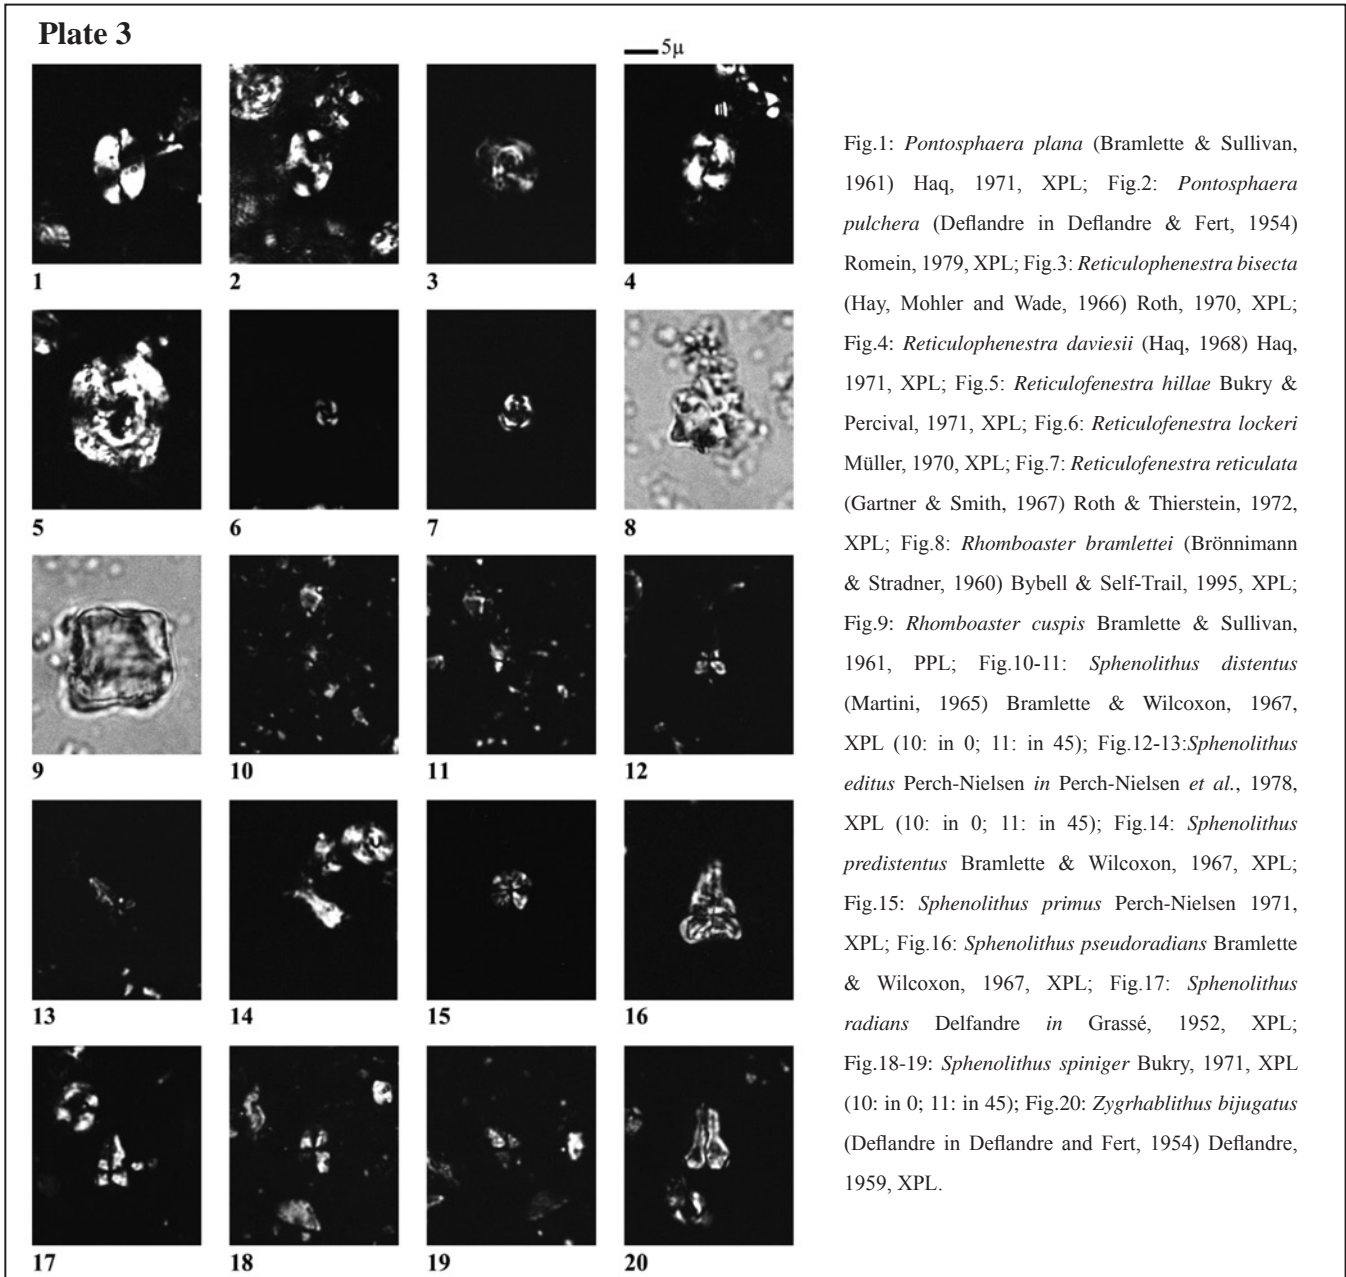 Plate 3
5μ
1 2 3 4
5 6 7 8
9 10 11 12
13 14 15 16
17 18 19 20
Fig.1: Pontosphaera plana (Bramlette & Sullivan,
1961) Haq, 1971, XPL; Fig.2: Pontosphaera
pulchera (Deflandre in Deflandre & Fert, 1954)
Romein, 1979, XPL; Fig.3: Reticulophenestra bisecta
(Hay, Mohler and Wade, 1966) Roth, 1970, XPL;
Fig.4: Reticulophenestra daviesii (Haq, 1968) Haq,
1971, XPL; Fig.5: Reticulofenestra hillae Bukry &
Percival, 1971, XPL; Fig.6: Reticulofenestra lockeri
Müller, 1970, XPL; Fig.7: Reticulofenestra reticulata
(Gartner & Smith, 1967) Roth & Thierstein, 1972,
XPL; Fig.8: Rhomboaster bramlettei (Brönnimann
& Stradner, 1960) Bybell & Self-Trail, 1995, XPL;
Fig.9: Rhomboaster cuspis Bramlette & Sullivan,
1961, PPL; Fig.10-11: Sphenolithus distentus
(Martini, 1965) Bramlette & Wilcoxon, 1967,
XPL (10: in 0; 11: in 45); Fig.12-13:Sphenolithus
editus Perch-Nielsen in Perch-Nielsen et al., 1978,
XPL (10: in 0; 11: in 45); Fig.14: Sphenolithus
predistentus Bramlette & Wilcoxon, 1967, XPL;
Fig.15: Sphenolithus primus Perch-Nielsen 1971,
XPL; Fig.16: Sphenolithus pseudoradians Bramlette
& Wilcoxon, 1967, XPL; Fig.17: Sphenolithus
radians Delfandre in Grassé, 1952, XPL;
Fig.18-19: Sphenolithus spiniger Bukry, 1971, XPL
(10: in 0; 11: in 45); Fig.20: Zygrhablithus bijugatus
(Deflandre in Deflandre and Fert, 1954) Deflandre,
1959, XPL.